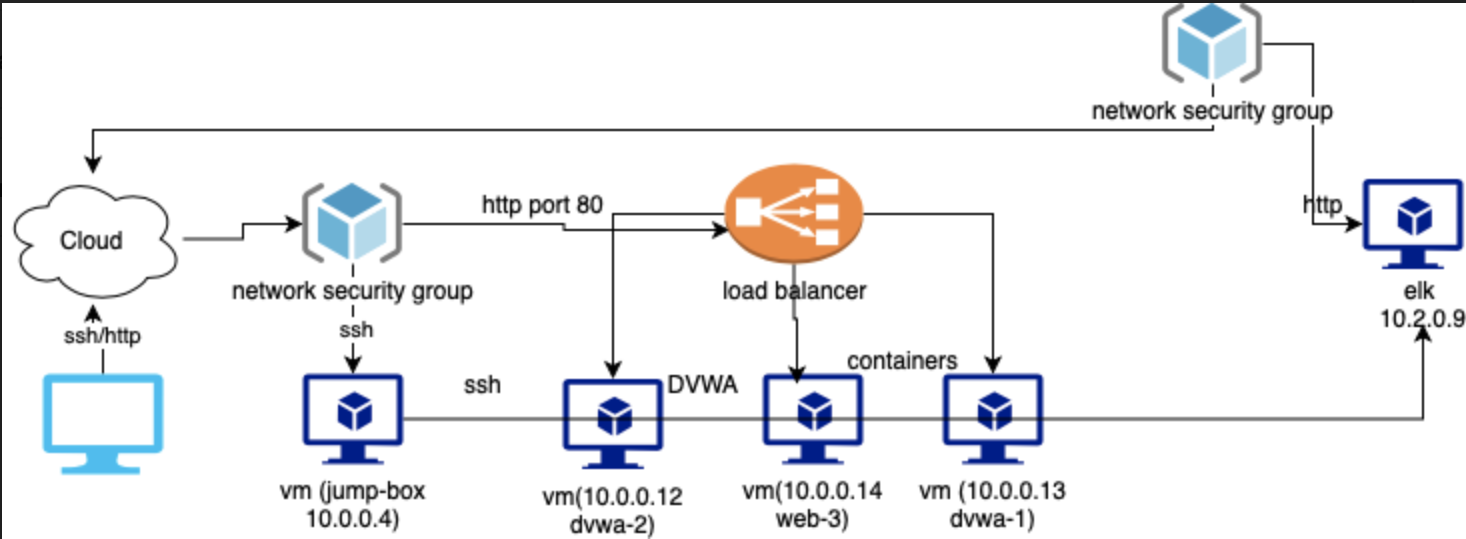 network security group
Cloud
http port 80
http
network security group
load balancer
elk
10.2.0.9
ssh/http
ssh
ssh
DVWA
containers
vm (jump-box
10.0.0.4)
vm(10.0.0.12
dvwa-2)
vm(10.0.0.14
web-3)
vm (10.0.0.13
dvwa-1)